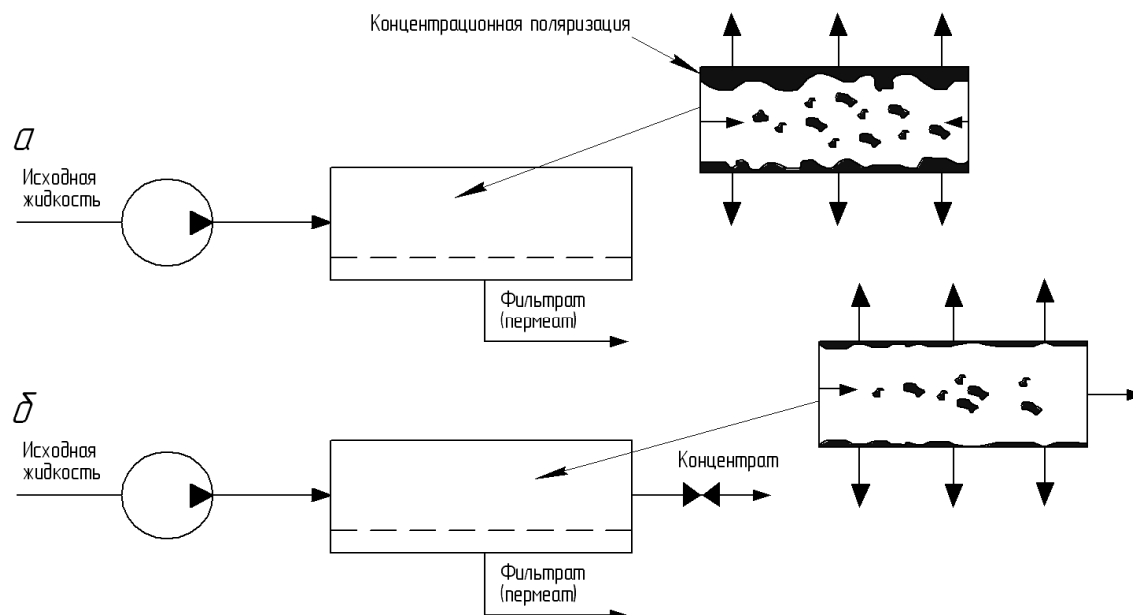 Концентрационная поляризация
а
Исходная
жидкость
Фильтрат
(пермеат)
б
Исходная
жидкость
Концентрат
Фильтрат
(пермеат)